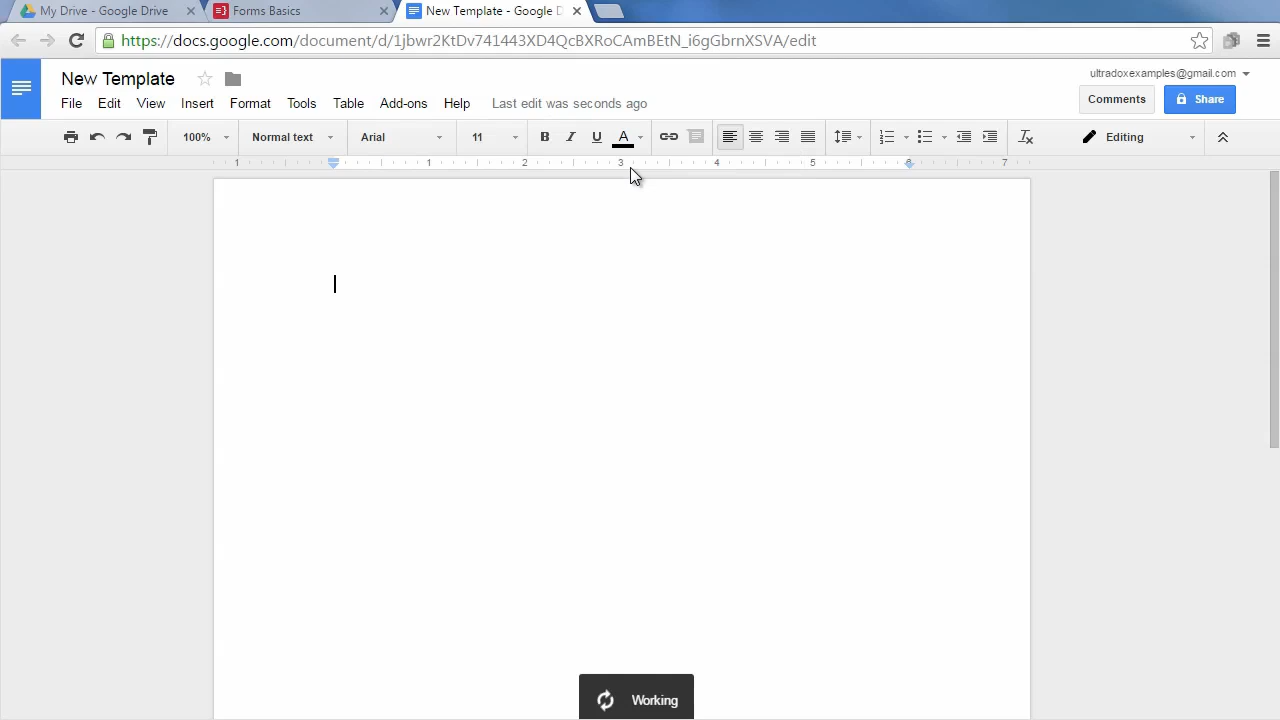 My Drive - Google Drive
Forms Basics
New Template - Google D
https://docs.google.com/document/d/1jbwr2KtDv741443XD4QcBXRoCAmBEtN_i6gGbrnXSVA/edit
New Template
ultradoxexamples@gmail.com
File Edit View Insert Format Tools Table Add-ons Help Last edit was seconds ago
Comments
Share
100% Normal text Arial 11 B I U A Editing
1 1 2 3 4 5 6 7
Working